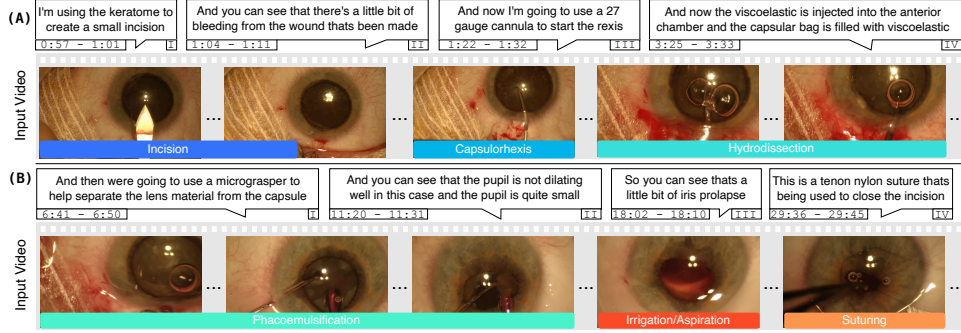 (A)
I'm using the keratome to
create a small incision
0:57 - 1:01
I
And you can see that there's a little bit of
bleeding from the wound thats been made
1:04 - 1:11
II
And now I'm going to use a 27
gauge cannula to start the rexis
1:22 - 1:32
III
And now the viscoelastic is injected into the anterior
chamber and the capsular bag is filled with viscoelastic
3:25 - 3:33
IV
Input Video
...
...
...
Incision
Capsulorhexis
Hydrodissection
(B)
And then were going to use a micrograsper to
help separate the lens material from the capsule
6:41 - 6:50
I
And you can see that the pupil is not dilating
well in this case and the pupil is quite small
11:20 - 11:31
II
So you can see thats a
little bit of iris prolapse
18:02 - 18:10
III
This is a tenon nylon suture thats
being used to close the incision
29:36 - 29:45
IV
Input Video
...
...
...
...
Phacoemulsification
Irrigation/Aspiration
Suturing